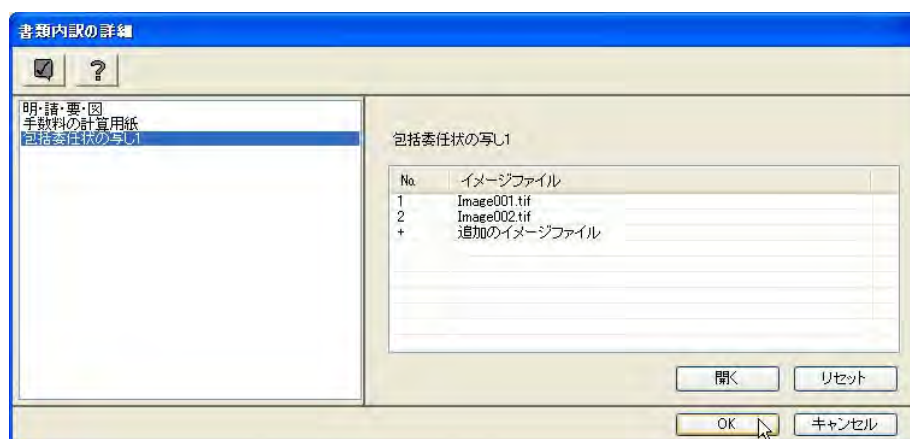 書類内訳の詳細
?
明・請・要・図
手数料の計算用紙
包括委任状の写し1
包括委任状の写し1
No. イメージファイル
1 Image001.tif
2 Image002.tif
+ 追加のイメージファイル
開く リセット
OK キャンセル